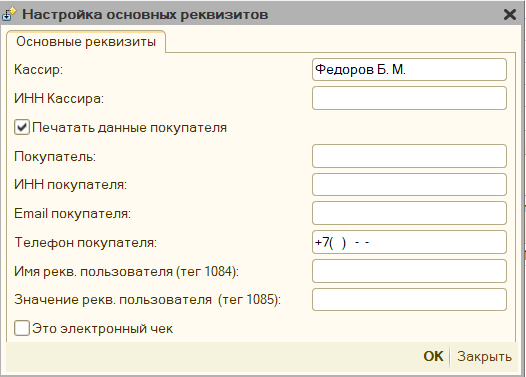 Настройка основных реквизитов
Основные реквизиты
Кассир: Федоров Б. М.
ИНН Кассира:
Печатать данные покупателя
Покупатель:
ИНН покупателя:
Email покупателя:
Телефон покупателя: +7( ) - -
Имя рекв. пользователя (тег 1084):
Значение рекв. пользователя (тег 1085):
Это электронный чек
OK Закрыть